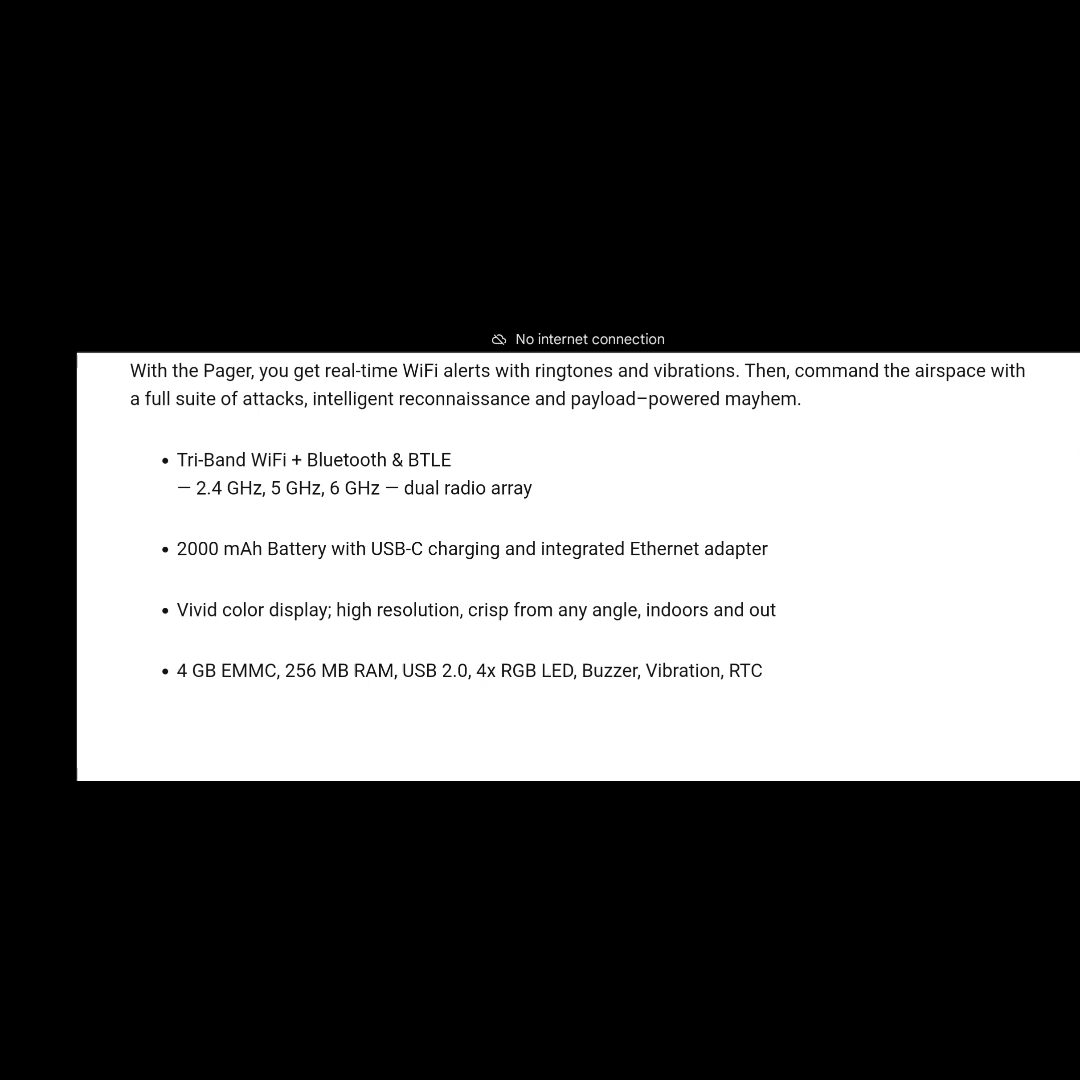 No internet connection
With the Pager, you get real-time WiFi alerts with ringtones and vibrations. Then, command the airspace with
a full suite of attacks, intelligent reconnaissance and payload–powered mayhem.
• Tri-Band WiFi + Bluetooth & BTLE
— 2.4 GHz, 5 GHz, 6 GHz — dual radio array
• 2000 mAh Battery with USB-C charging and integrated Ethernet adapter
• Vivid color display; high resolution, crisp from any angle, indoors and out
• 4 GB EMMC, 256 MB RAM, USB 2.0, 4x RGB LED, Buzzer, Vibration, RTC